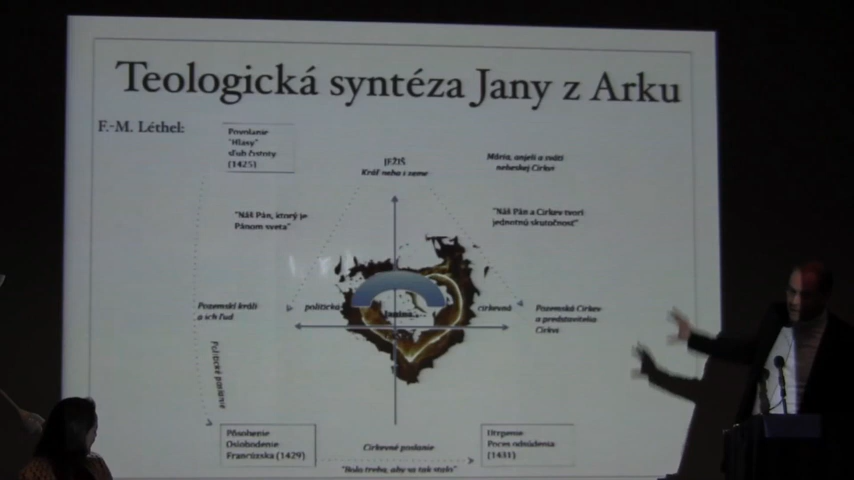 Teologická syntéza Jany z Arku
F.-M. Léthel:
Povolanie
"Hlasy"
sľub čistoty
(1425)
JEŽIŠ
Kráľ neba i zeme
Mária, anjeli a svätí
nebeskej Cirkvi
"Náš Pán, ktorý je
Pánom sveta"
"Náš Pán a Cirkev tvorí
jednotnú skutočnosť"
Pozemskí králi
a ich ľud
politická
cirkevné
Pozemská Cirkev
a predstavitelia
Cirkvi
Politické poslanie
Pôsobenie
Oslobodenie
Francúzska (1429)
Cirkevné poslanie
"Bolo treba, aby sa tak stalo"
Utrpenie
Proces odsúdenia
(1431)